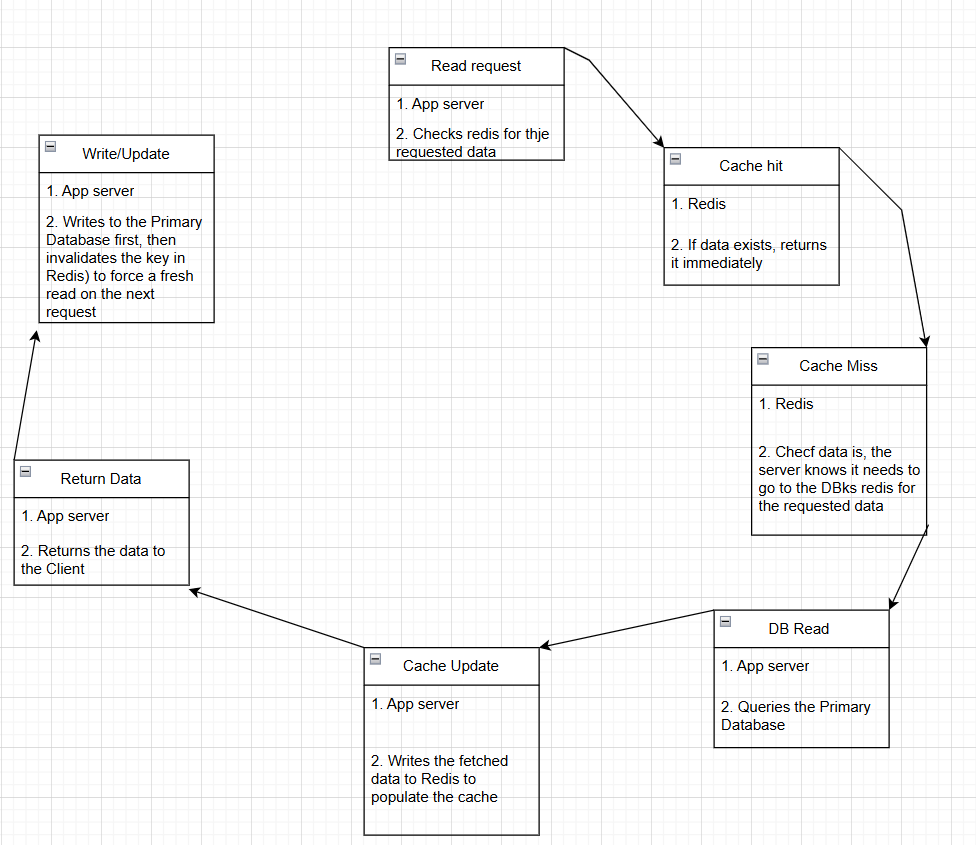 Read request
1. App server
2. Checks redis for thje
requested data
Cache hit
1. Redis
2. If data exists, returns
it immediately
Cache Miss
1. Redis
2. Checf data is, the
server knows it needs to
go to the DBks redis for
the requested data
DB Read
1. App server
2. Queries the Primary
Database
Cache Update
1. App server
2. Writes the fetched
data to Redis to
populate the cache
Return Data
1. App server
2. Returns the data to
the Client
Write/Update
1. App server
2. Writes to the Primary
Database first, then
invalidates the key in
Redis) to force a fresh
read on the next
request